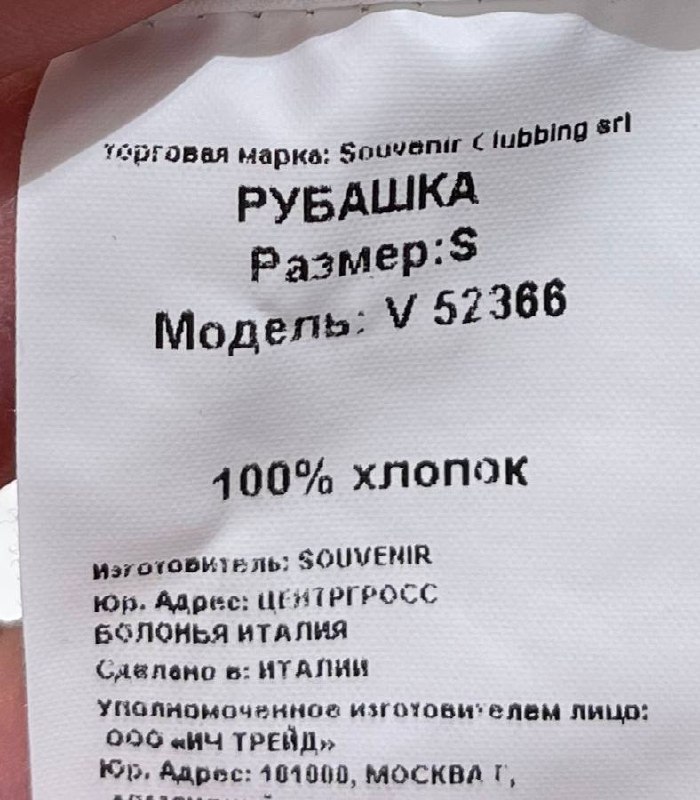 Торговая марка: Souvenir Clubbing srl
РУБАШКА
Размер:S
Модель: V 52366
100% хлопок
Изготовитель: SOUVENIR
Юр. Адрес: ЦЕНТРГРОСС
БОЛОНЬЯ ИТАЛИЯ
Сделано в: ИТАЛИИ
Уполномоченное изготовителем лицо:
ООО «ИЧ ТРЕЙД»
Юр. Адрес: 101000, МОСКВА Г,